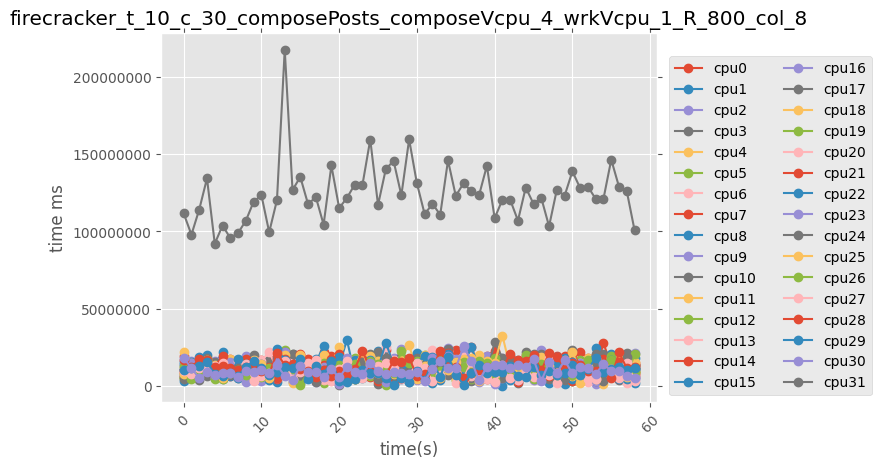 firecracker_t_10_c_30_composePosts_composeVcpu_4_wrkVcpu_1_R_800_col_8
time ms
200000000
150000000
100000000
50000000
0
0
10
20
30
40
50
60
time(s)
cpu0
cpu1
cpu2
cpu3
cpu4
cpu5
cpu6
cpu7
cpu8
cpu9
cpu10
cpu11
cpu12
cpu13
cpu14
cpu15
cpu16
cpu17
cpu18
cpu19
cpu20
cpu21
cpu22
cpu23
cpu24
cpu25
cpu26
cpu27
cpu28
cpu29
cpu30
cpu31